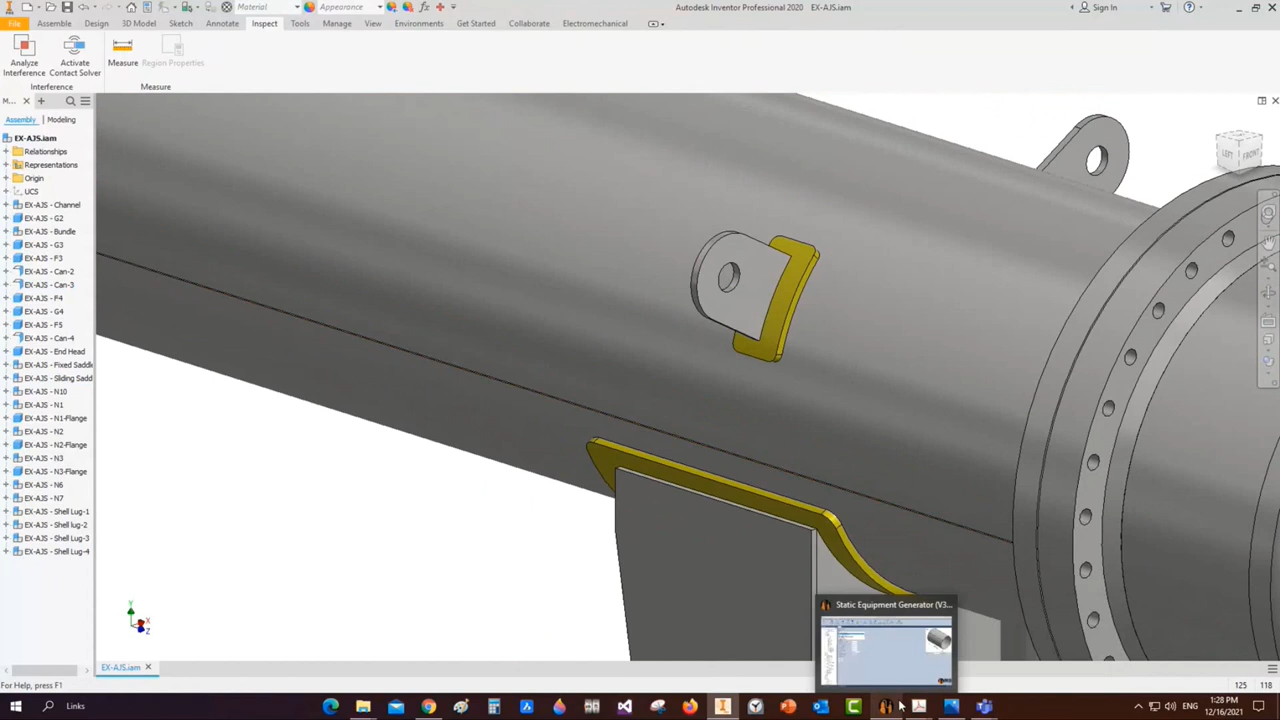 Material
Appearance
Autodesk Inventor Professional 2020 EX-AJS.iam
Sign In
File Assemble Design 3D Model Sketch Annotate Inspect Tools Manage View Environments Get Started Collaborate Electromechanical
Analyze Interference
Activate Contact Solver
Measure
Region Properties
Interference
Measure
M...
Assembly Modeling
EX-AJS.iam
Relationships
Representations
Origin
UCS
EX-AJS - Channel
EX-AJS - G2
EX-AJS - Bundle
EX-AJS - G3
EX-AJS - F3
EX-AJS - Can-2
EX-AJS - Can-3
EX-AJS - F4
EX-AJS - G4
EX-AJS - F5
EX-AJS - Can-4
EX-AJS - End Head
EX-AJS - Fixed Saddl
EX-AJS - Sliding Sadd
EX-AJS - N10
EX-AJS - N1
EX-AJS - N1-Flange
EX-AJS - N2
EX-AJS - N2-Flange
EX-AJS - N3
EX-AJS - N3-Flange
EX-AJS - N6
EX-AJS - N7
EX-AJS - Shell Lug-1
EX-AJS - Shell lug-2
EX-AJS - Shell Lug-3
EX-AJS - Shell Lug-4
LEFT FRONT
Y
X
Z
Static Equipment Generator (V3...
EX-AJS.iam
For Help, press F1
125 118
Links
ENG
1:28 PM
12/16/2021